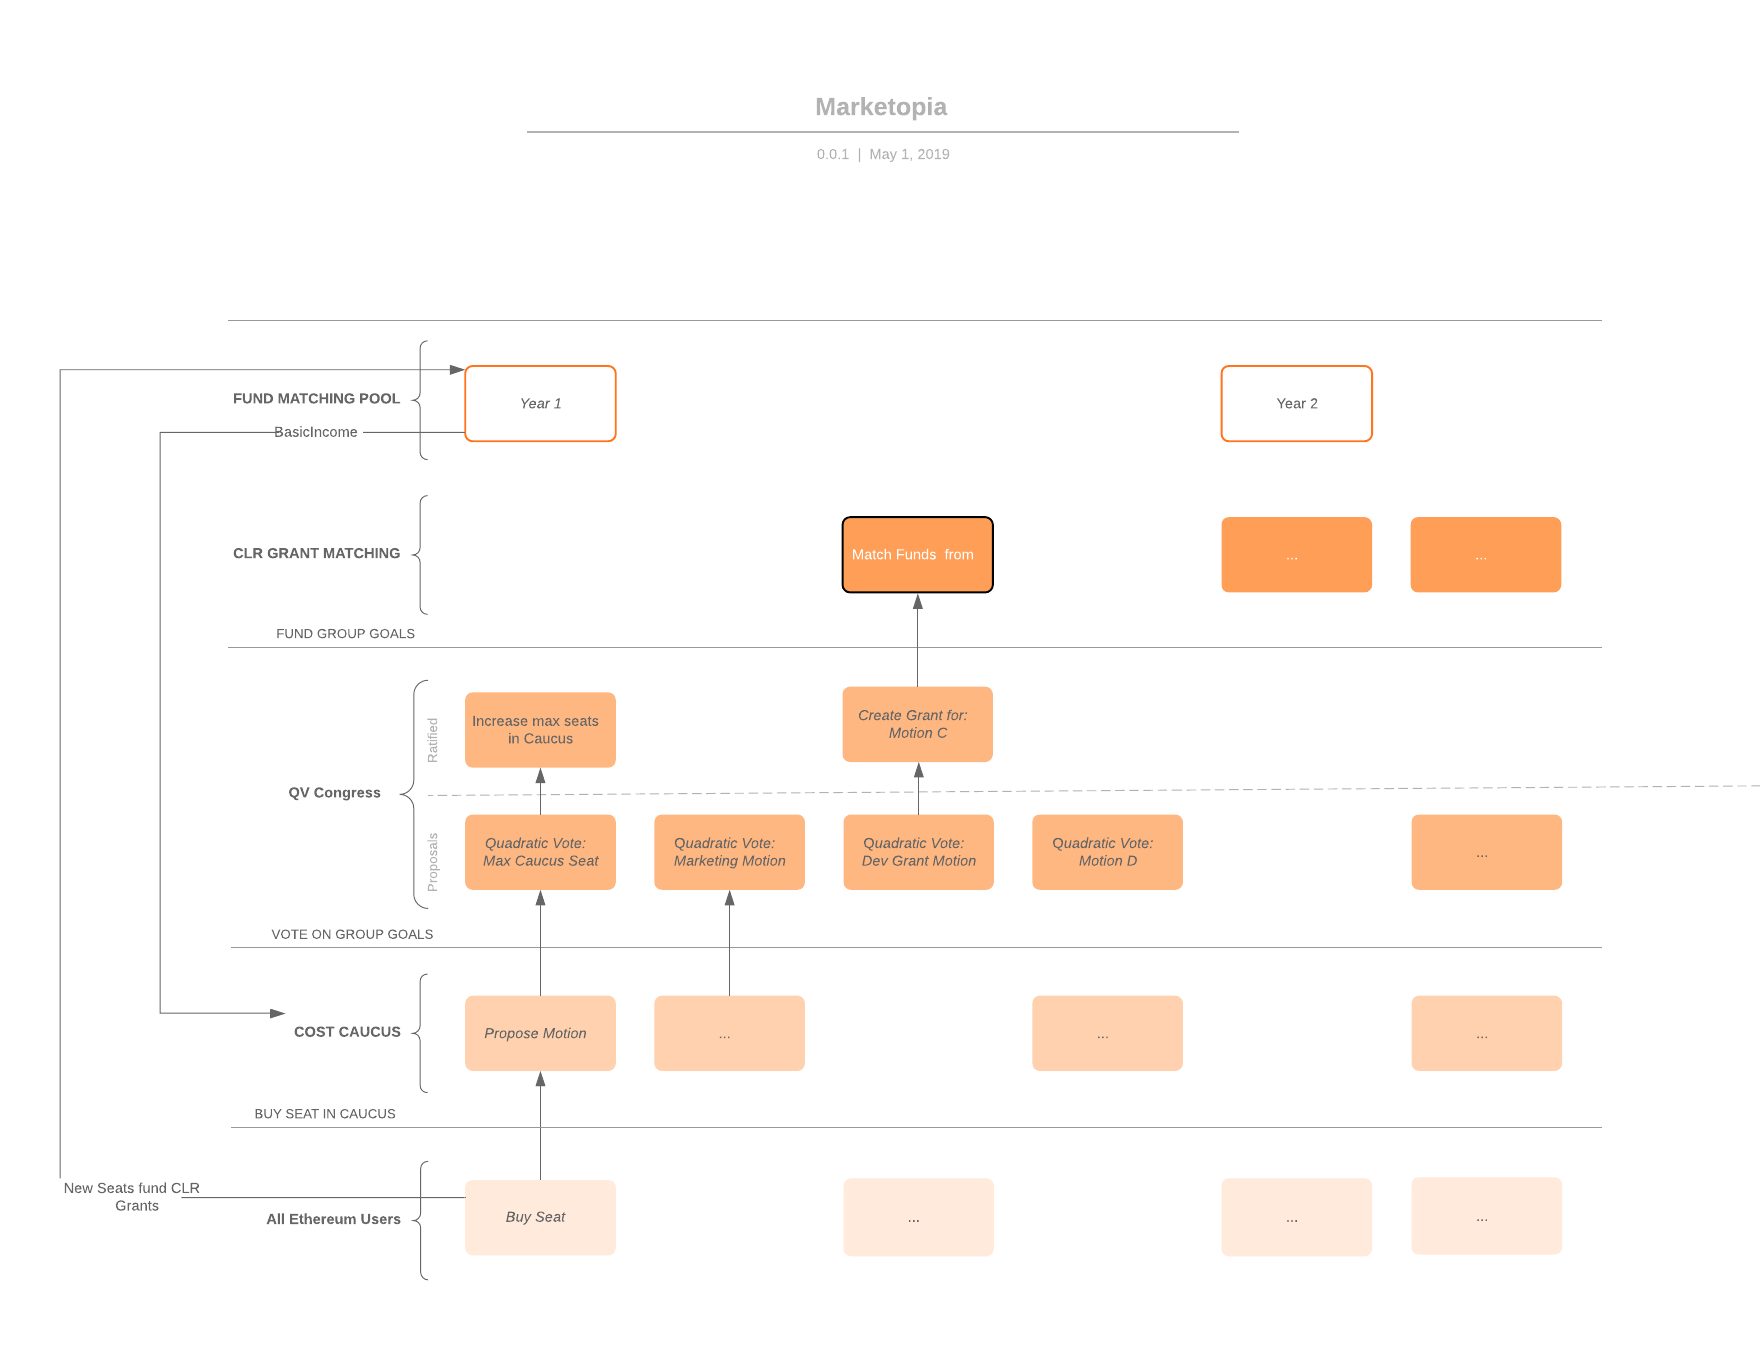 Marketopia
0.0.1 | May 1, 2019
FUND MATCHING POOL
Year 1
Year 2
BasicIncome
CLR GRANT MATCHING
Match Funds  from
...
...
FUND GROUP GOALS
Ratified
Increase max seats
in Caucus
Create Grant for:
Motion C
QV Congress
Proposals
Quadratic Vote:
Max Caucus Seat
Quadratic Vote:
Marketing Motion
Quadratic Vote:
Dev Grant Motion
Quadratic Vote:
Motion D
...
VOTE ON GROUP GOALS
COST CAUCUS
Propose Motion
...
...
...
BUY SEAT IN CAUCUS
New Seats fund CLR
Grants
All Ethereum Users
Buy Seat
...
...
...